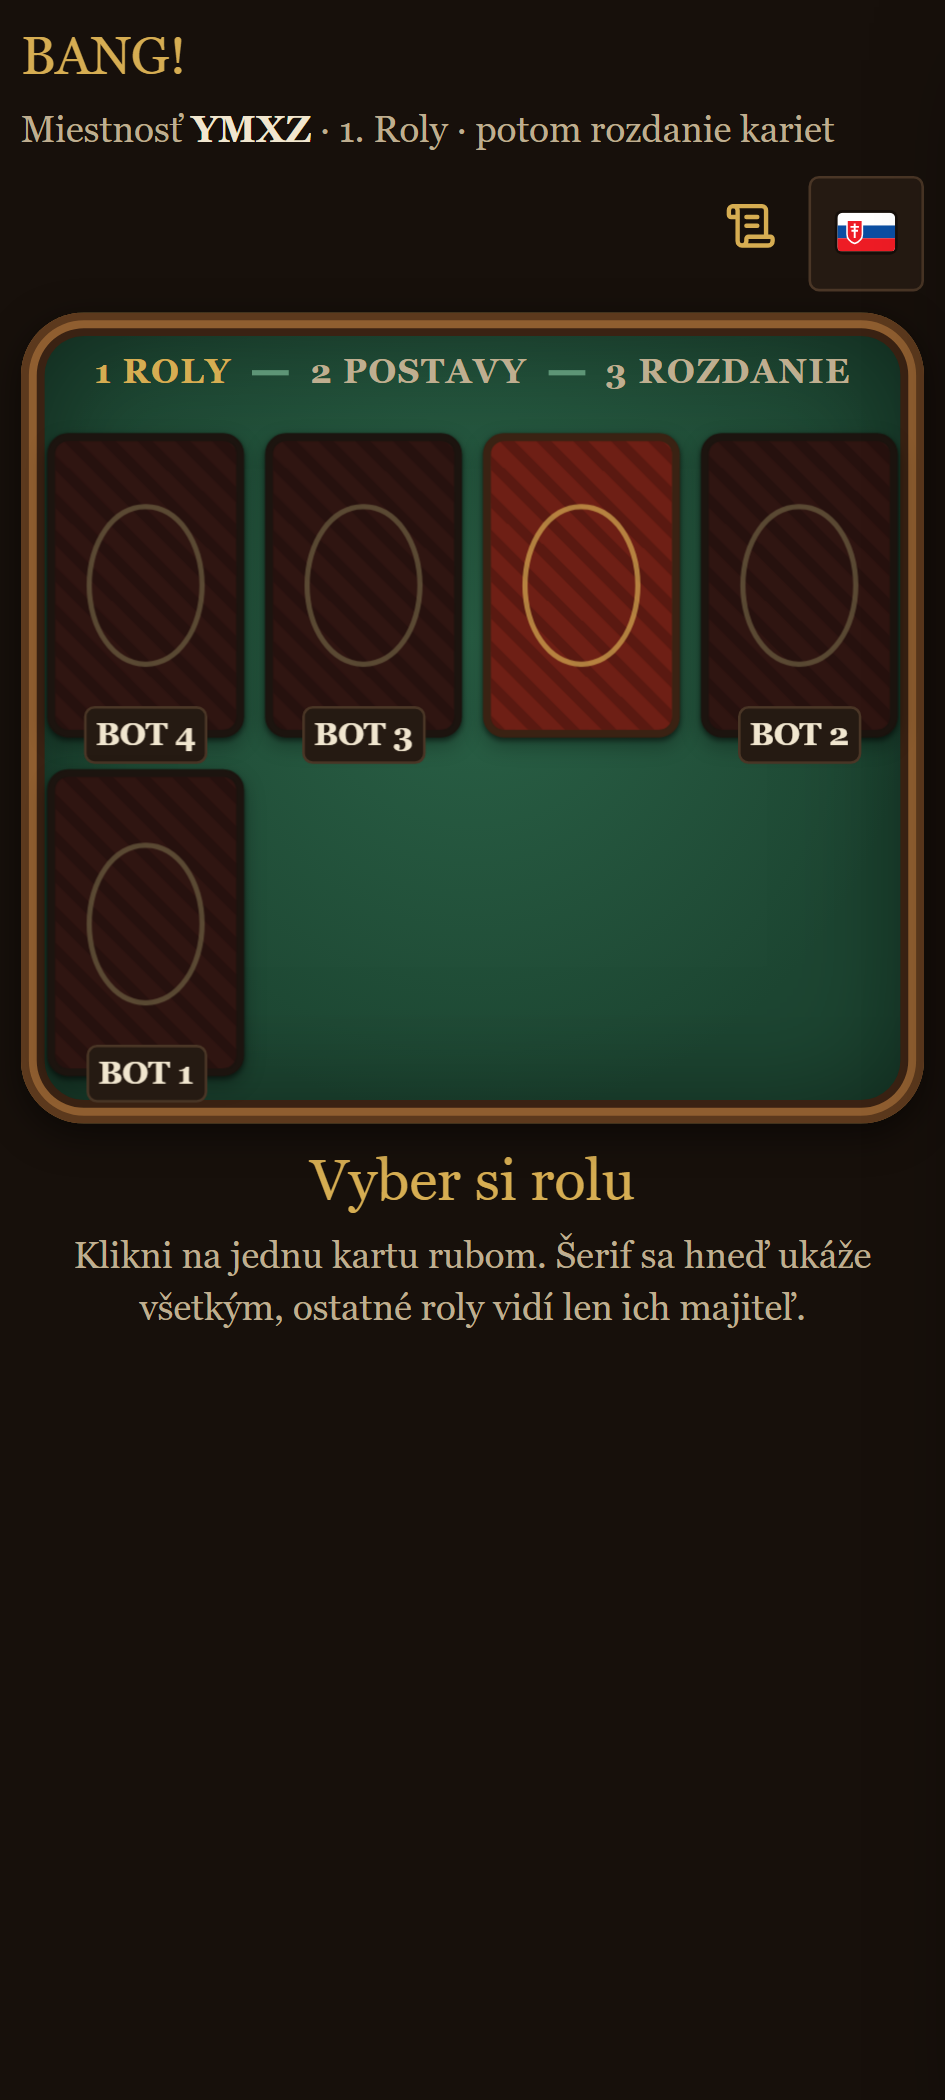 BANG!
Miestnosť YMXZ · 1. Roly · potom rozdanie kariet
1 ROLY — 2 POSTAVY — 3 ROZDANIE
BOT 4
BOT 3
BOT 2
BOT 1
Vyber si rolu
Klikni na jednu kartu rubom. Šerif sa hneď ukáže
všetkým, ostatné roly vidí len ich majiteľ.